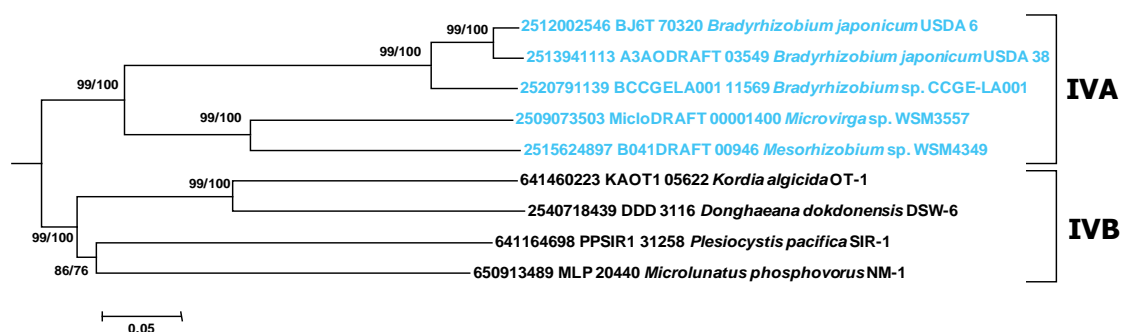 99/100
2512002546 BJ6T 70320 Bradyrhizobium japonicum USDA 6
99/100
2513941113 A3AODRAFT 03549 Bradyrhizobium japonicum USDA 38
99/100
2520791139 BCCGELA001 11569 Bradyrhizobium sp. CCGE-LA001
IVA
99/100
2509073503 MicloDRAFT 00001400 Microvirga sp. WSM3557
2515624897 B041DRAFT 00946 Mesorhizobium sp. WSM4349
99/100
641460223 KAOT1 05622 Kordia algicida OT-1
2540718439 DDD 3116 Donghaeana dokdonensis DSW-6
99/100
IVB
641164698 PPSIR1 31258 Plesiocystis pacifica SIR-1
86/76
650913489 MLP 20440 Microlunatus phosphovorus NM-1
0.05